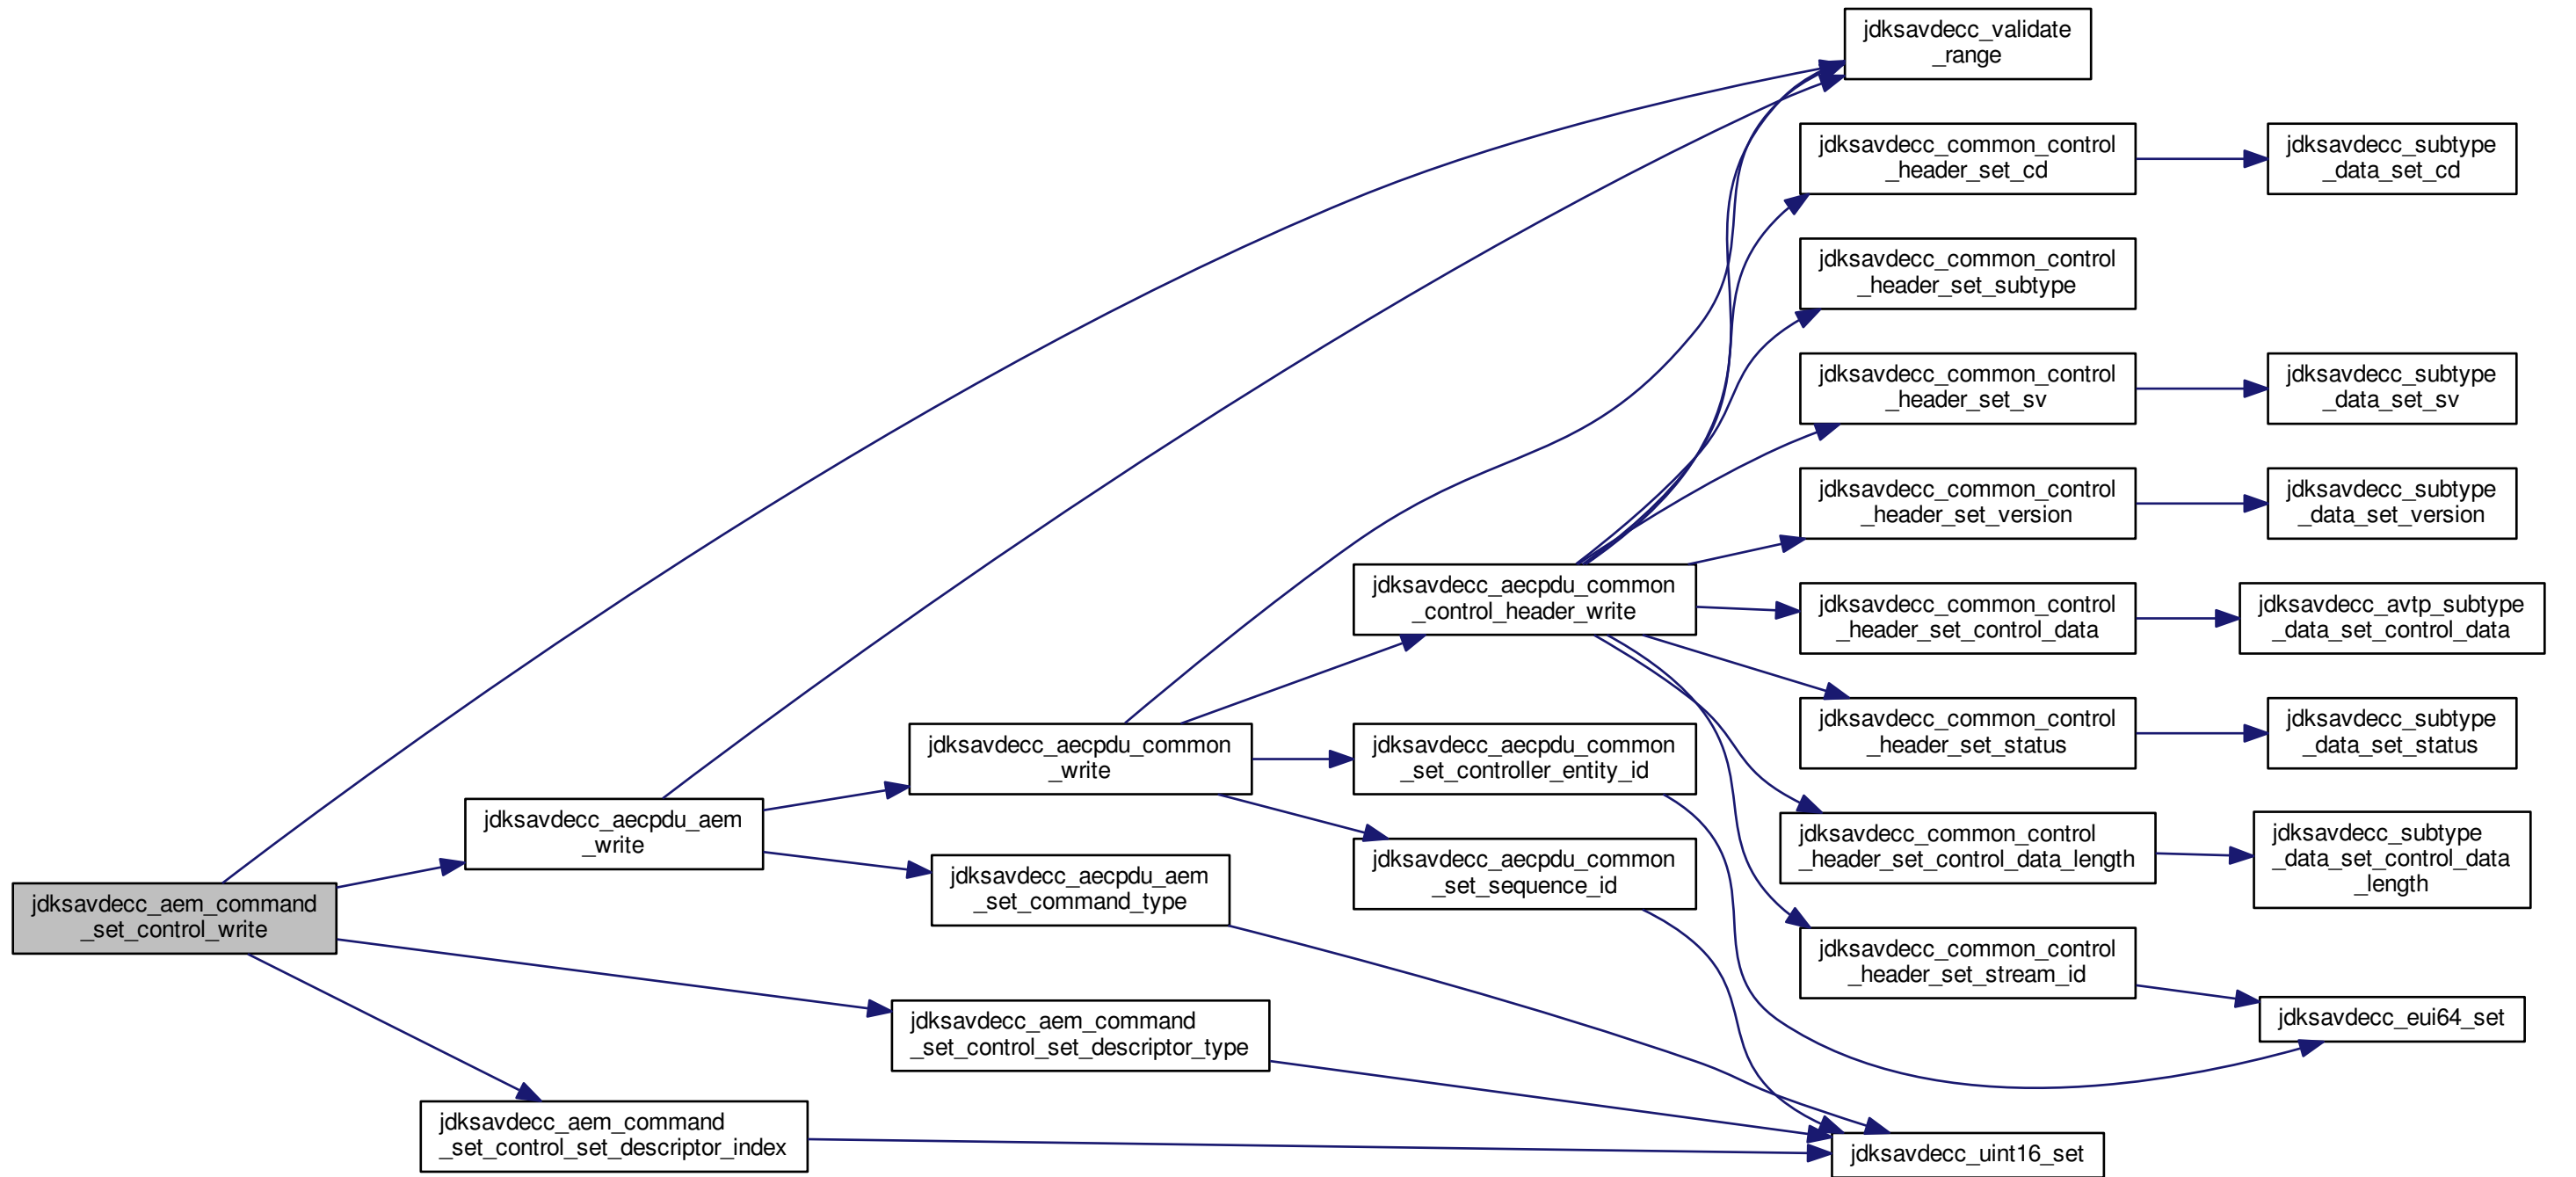 jdksavdecc_validate
_range
jdksavdecc_common_control
_header_set_cd
jdksavdecc_subtype
_data_set_cd
jdksavdecc_common_control
_header_set_subtype
jdksavdecc_common_control
_header_set_sv
jdksavdecc_subtype
_data_set_sv
jdksavdecc_common_control
_header_set_version
jdksavdecc_subtype
_data_set_version
jdksavdecc_aecpdu_common
_control_header_write
jdksavdecc_common_control
_header_set_control_data
jdksavdecc_avtp_subtype
_data_set_control_data
jdksavdecc_common_control
_header_set_status
jdksavdecc_subtype
_data_set_status
jdksavdecc_aecpdu_common
_write
jdksavdecc_aecpdu_common
_set_controller_entity_id
jdksavdecc_aecpdu_aem
_write
jdksavdecc_common_control
_header_set_control_data_length
jdksavdecc_subtype
_data_set_control_data
_length
jdksavdecc_aecpdu_common
_set_sequence_id
jdksavdecc_aecpdu_aem
_set_command_type
jdksavdecc_aem_command
_set_control_write
jdksavdecc_common_control
_header_set_stream_id
jdksavdecc_eui64_set
jdksavdecc_aem_command
_set_control_set_descriptor_type
jdksavdecc_aem_command
_set_control_set_descriptor_index
jdksavdecc_uint16_set